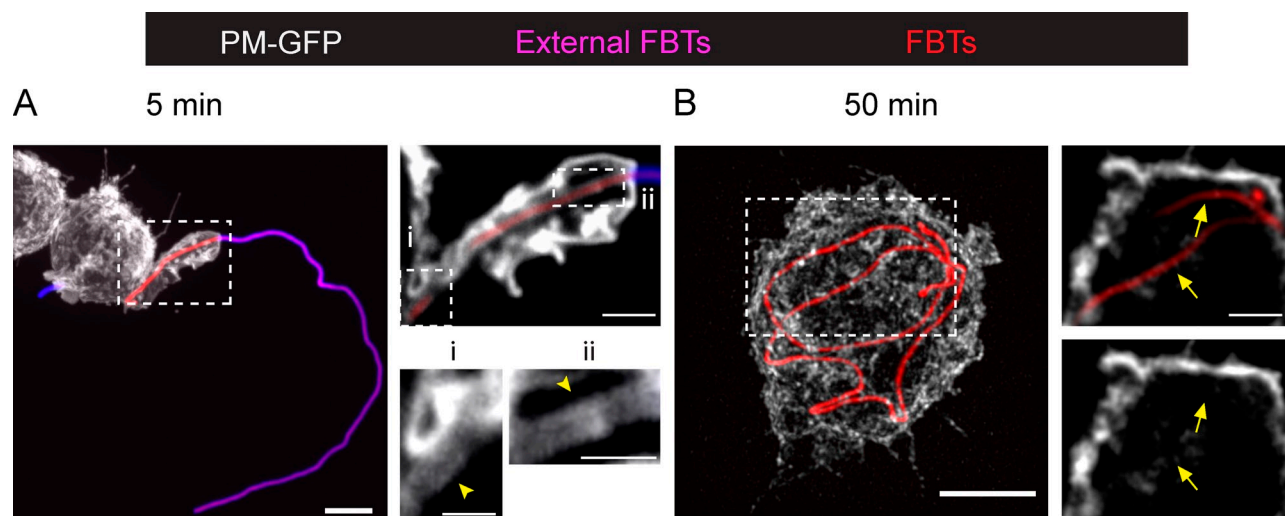 PM-GFP External FBTs FBTs
A 5 min B 50 min
i
ii
i ii